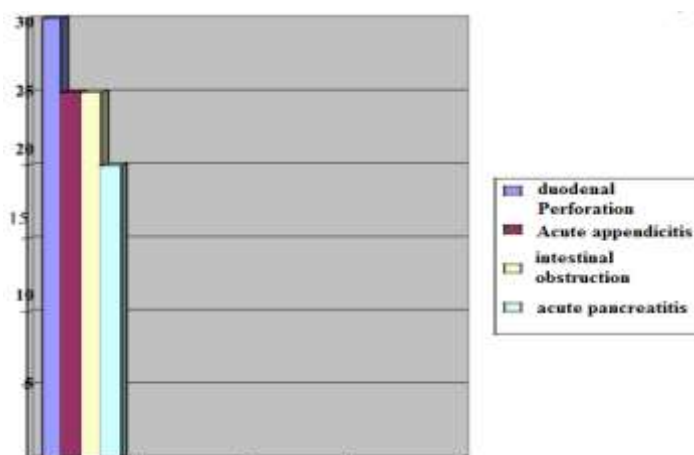 30
25
20
15
10
5
duodenal
Perforation
Acute appendicitis
intestinal
obstruction
acute pancreatitis